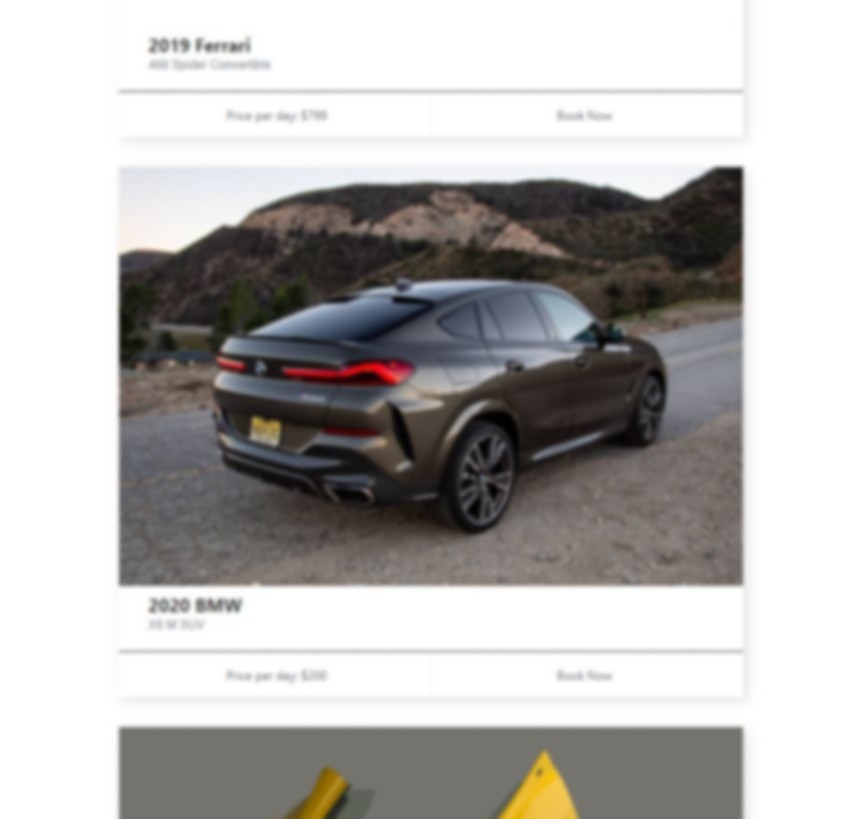 2019 Ferrari
488 Spider Convertible
Price per day: $799
Book Now
2020 BMW
X6 M SUV
Price per day: $200
Book Now